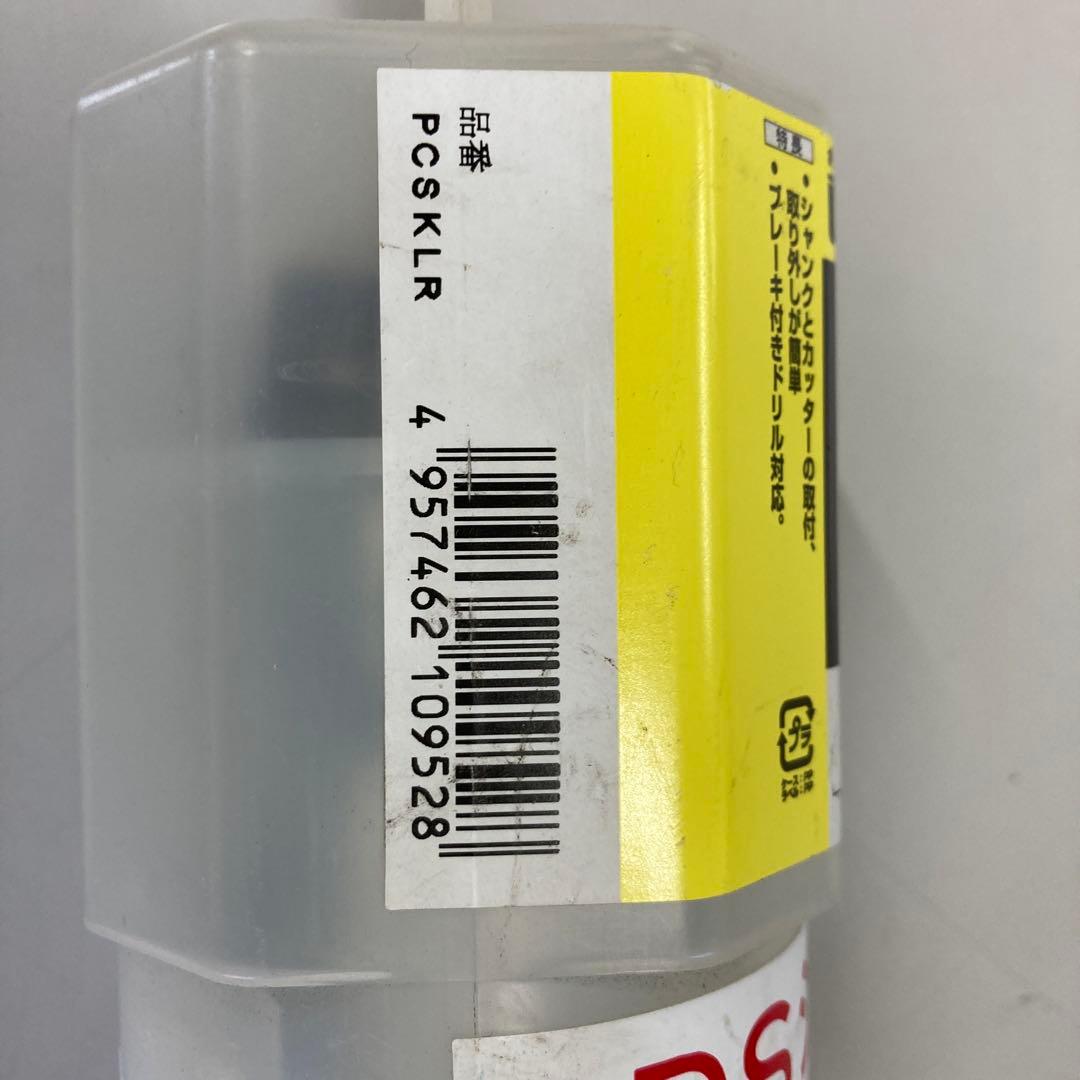 品番
PCSKLR
4 957462 109528
特長
・シャンクとカッターの取付、
取り外しが簡単
・ブレーキ付きドリル対応。
プラ